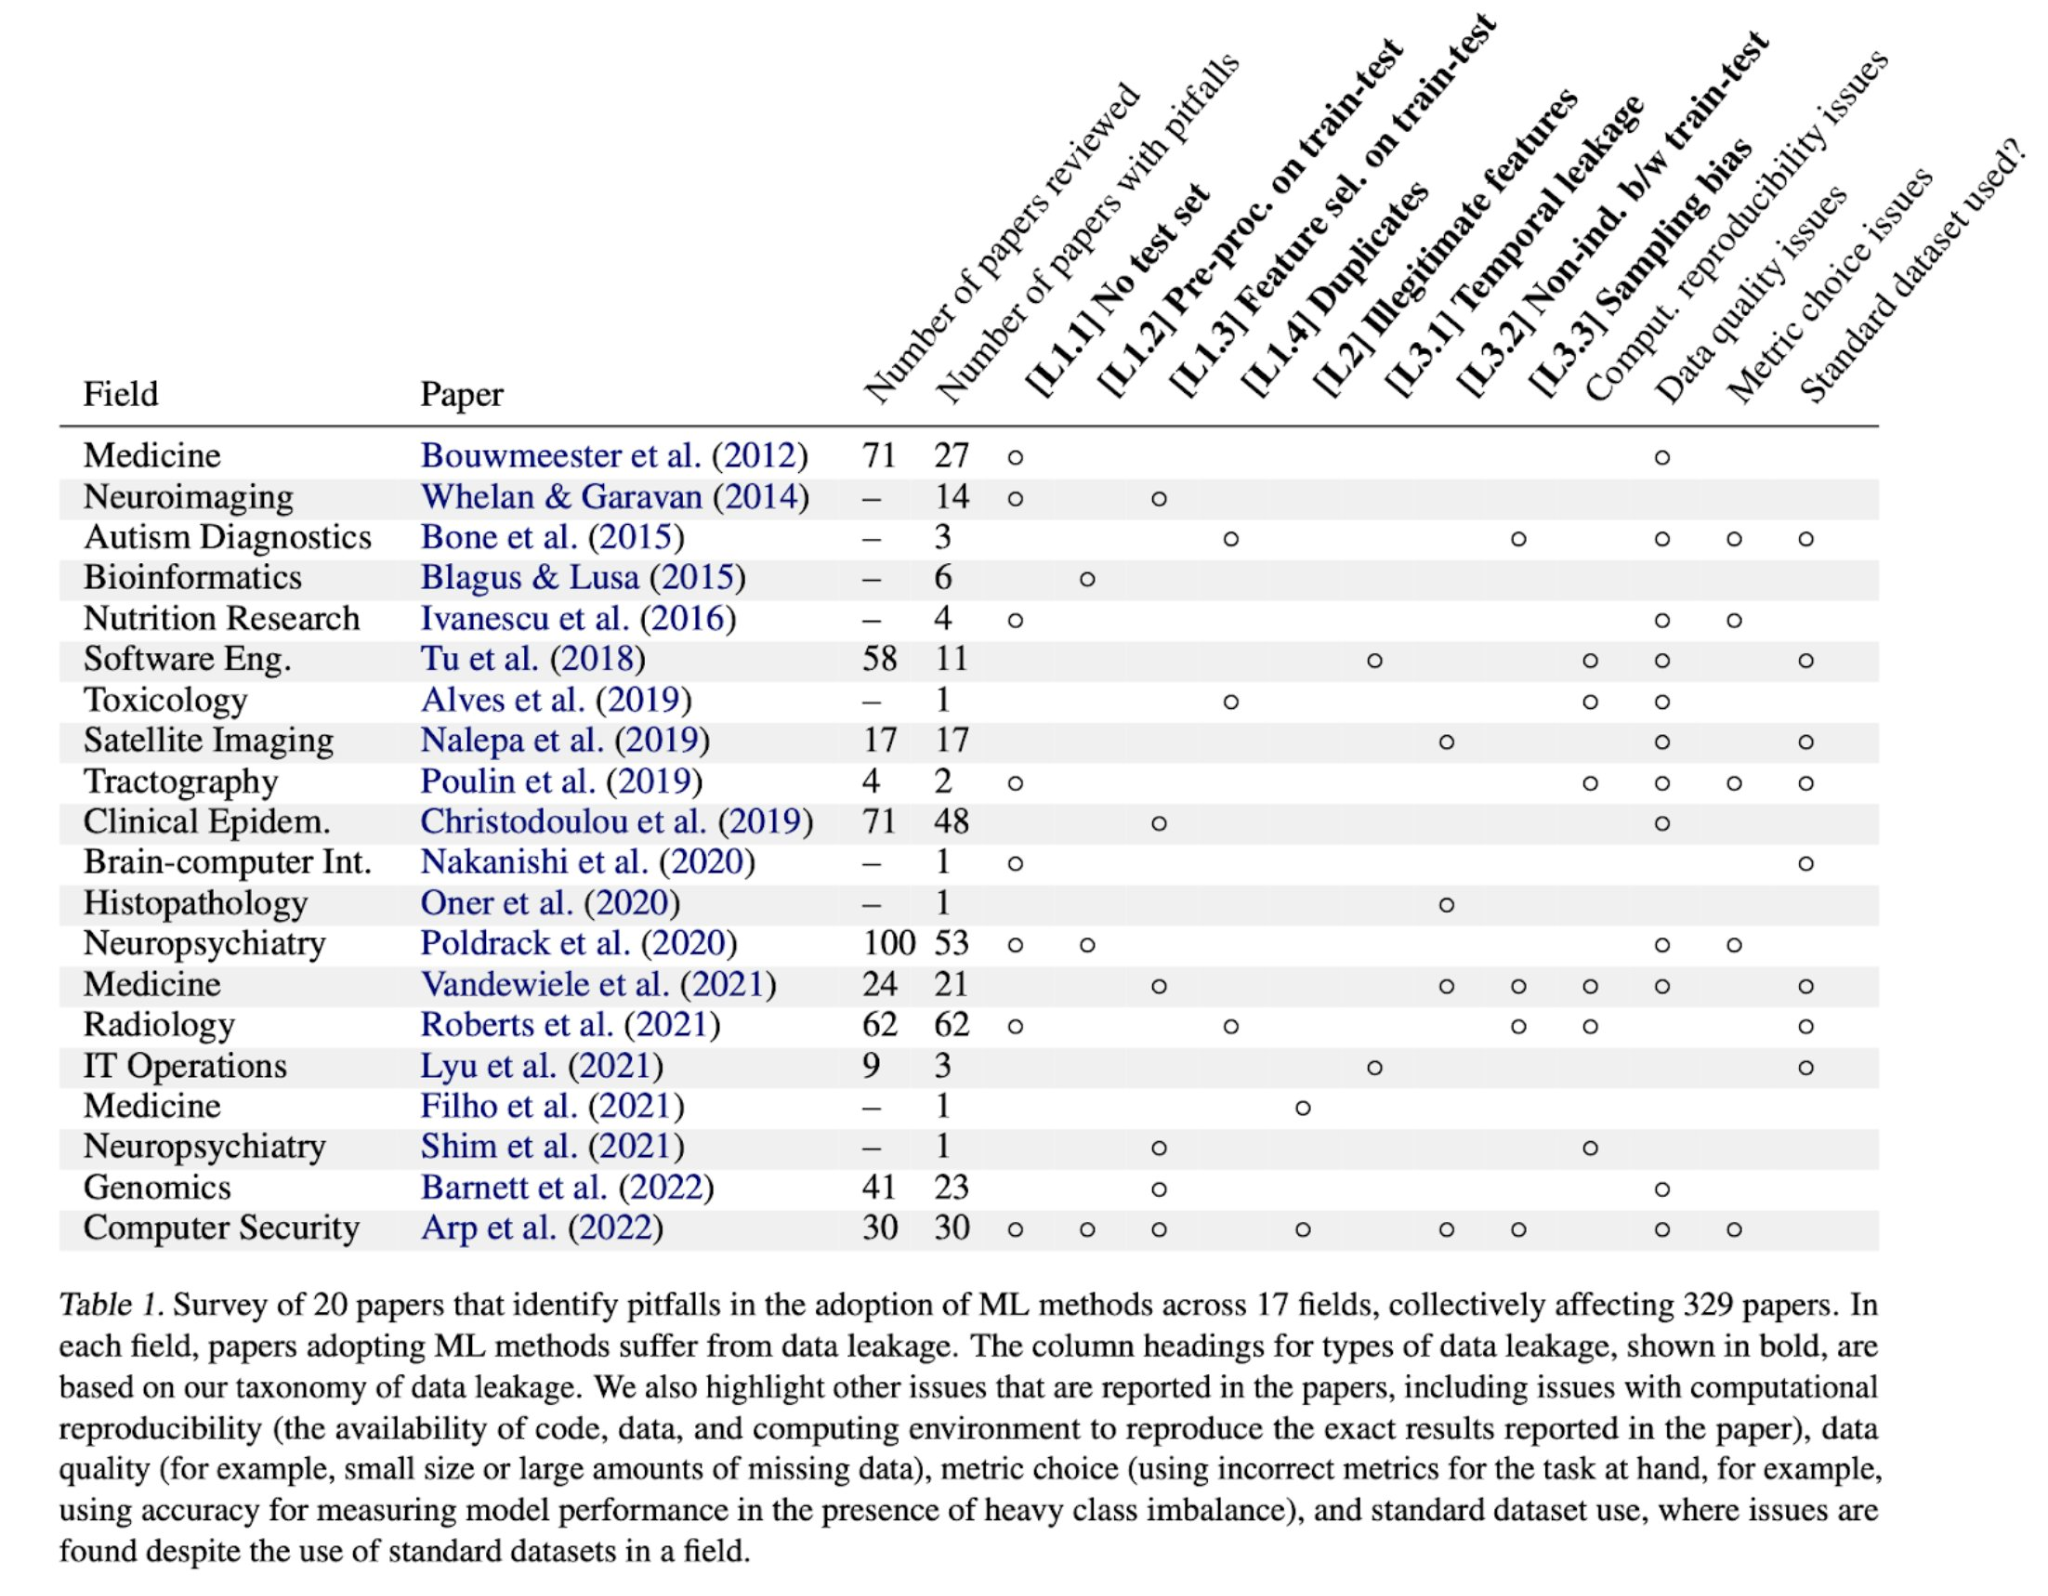 Number of papers reviewed
Number of papers with pitfalls
[L1.1] No test set
[L1.2] Pre-proc. on train-test
[L1.3] Feature sel. on train-test
[L1.4] Duplicates
[L2] Illegitimate features
[L3.1] Temporal leakage
[L3.2] Non-ind. b/w train-test
[L3.3] Sampling bias
Comput. reproducibility issues
Data quality issues
Metric choice issues
Standard dataset used?
Field Paper
Medicine Bouwmeester et al. (2012) 71 27 ○ ○
Neuroimaging Whelan & Garavan (2014) – 14 ○ ○
Autism Diagnostics Bone et al. (2015) – 3 ○ ○ ○ ○ ○
Bioinformatics Blagus & Lusa (2015) – 6 ○
Nutrition Research Ivanescu et al. (2016) – 4 ○ ○ ○
Software Eng. Tu et al. (2018) 58 11 ○ ○ ○ ○
Toxicology Alves et al. (2019) – 1 ○ ○ ○
Satellite Imaging Nalepa et al. (2019) 17 17 ○ ○ ○
Tractography Poulin et al. (2019) 4 2 ○ ○ ○ ○ ○
Clinical Epidem. Christodoulou et al. (2019) 71 48 ○ ○
Brain-computer Int. Nakanishi et al. (2020) – 1 ○ ○
Histopathology Oner et al. (2020) – 1 ○
Neuropsychiatry Poldrack et al. (2020) 100 53 ○ ○ ○ ○
Medicine Vandewiele et al. (2021) 24 21 ○ ○ ○ ○ ○ ○
Radiology Roberts et al. (2021) 62 62 ○ ○ ○ ○ ○
IT Operations Lyu et al. (2021) 9 3 ○ ○
Medicine Filho et al. (2021) – 1 ○
Neuropsychiatry Shim et al. (2021) – 1 ○ ○
Genomics Barnett et al. (2022) 41 23 ○ ○
Computer Security Arp et al. (2022) 30 30 ○ ○ ○ ○ ○ ○ ○ ○
Table 1. Survey of 20 papers that identify pitfalls in the adoption of ML methods across 17 fields, collectively affecting 329 papers. In
each field, papers adopting ML methods suffer from data leakage. The column headings for types of data leakage, shown in bold, are
based on our taxonomy of data leakage. We also highlight other issues that are reported in the papers, including issues with computational
reproducibility (the availability of code, data, and computing environment to reproduce the exact results reported in the paper), data
quality (for example, small size or large amounts of missing data), metric choice (using incorrect metrics for the task at hand, for example,
using accuracy for measuring model performance in the presence of heavy class imbalance), and standard dataset use, where issues are
found despite the use of standard datasets in a field.